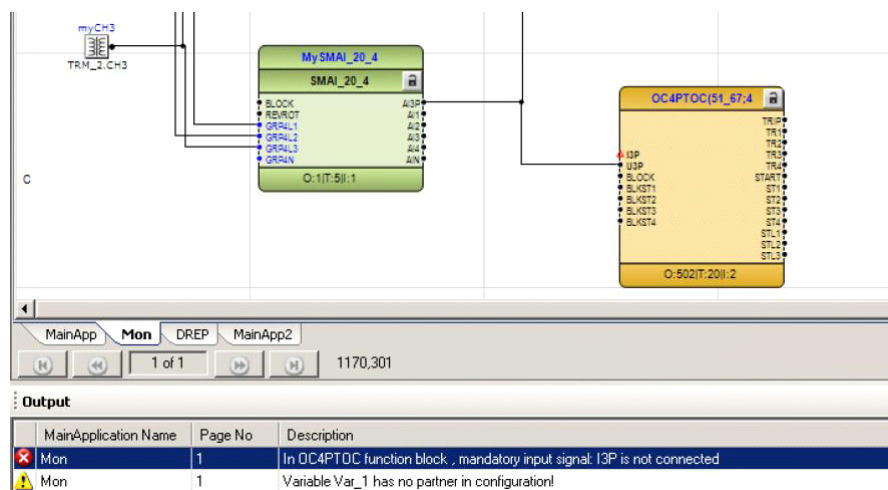 myCH3
TRM_2.CH3
MySMAI_20_4
SMAI_20_4
BLOCK
REVROT
GRP4L1
GRP4L2
GRP4L3
GRP4N
AI3P
AI1
AI2
AI3
AI4
AIN
O:1|T:5|I:1
OC4PTOC(51_67;4
I3P
U3P
BLOCK
BLKST1
BLKST2
BLKST3
BLKST4
TRIP
TR1
TR2
TR3
TR4
START
ST1
ST2
ST3
ST4
STL1
STL2
STL3
O:502|T:20|I:2
C
MainApp Mon DREP MainApp2
1 of 1 1170,301
Output
MainApplication Name Page No Description
Mon 1 In OC4PTOC function block , mandatory input signal: I3P is not connected
Mon 1 Variable Var_1 has no partner in configuration!